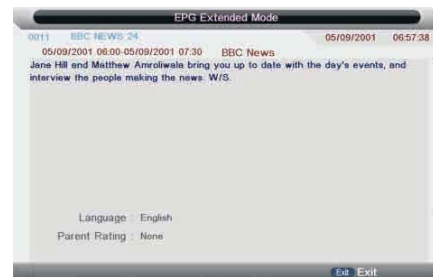 EPG Extended Mode
0011 BBC NEWS 24 05/09/2001 06:57:38
05/09/2001 06:00-05/09/2001 07:30 BBC News
Jane Hill and Matthew Amroliwala bring you up to date with the day's events, and
interview the people making the news. W/S.
Language : English
Parent Rating : None
Exit Exit